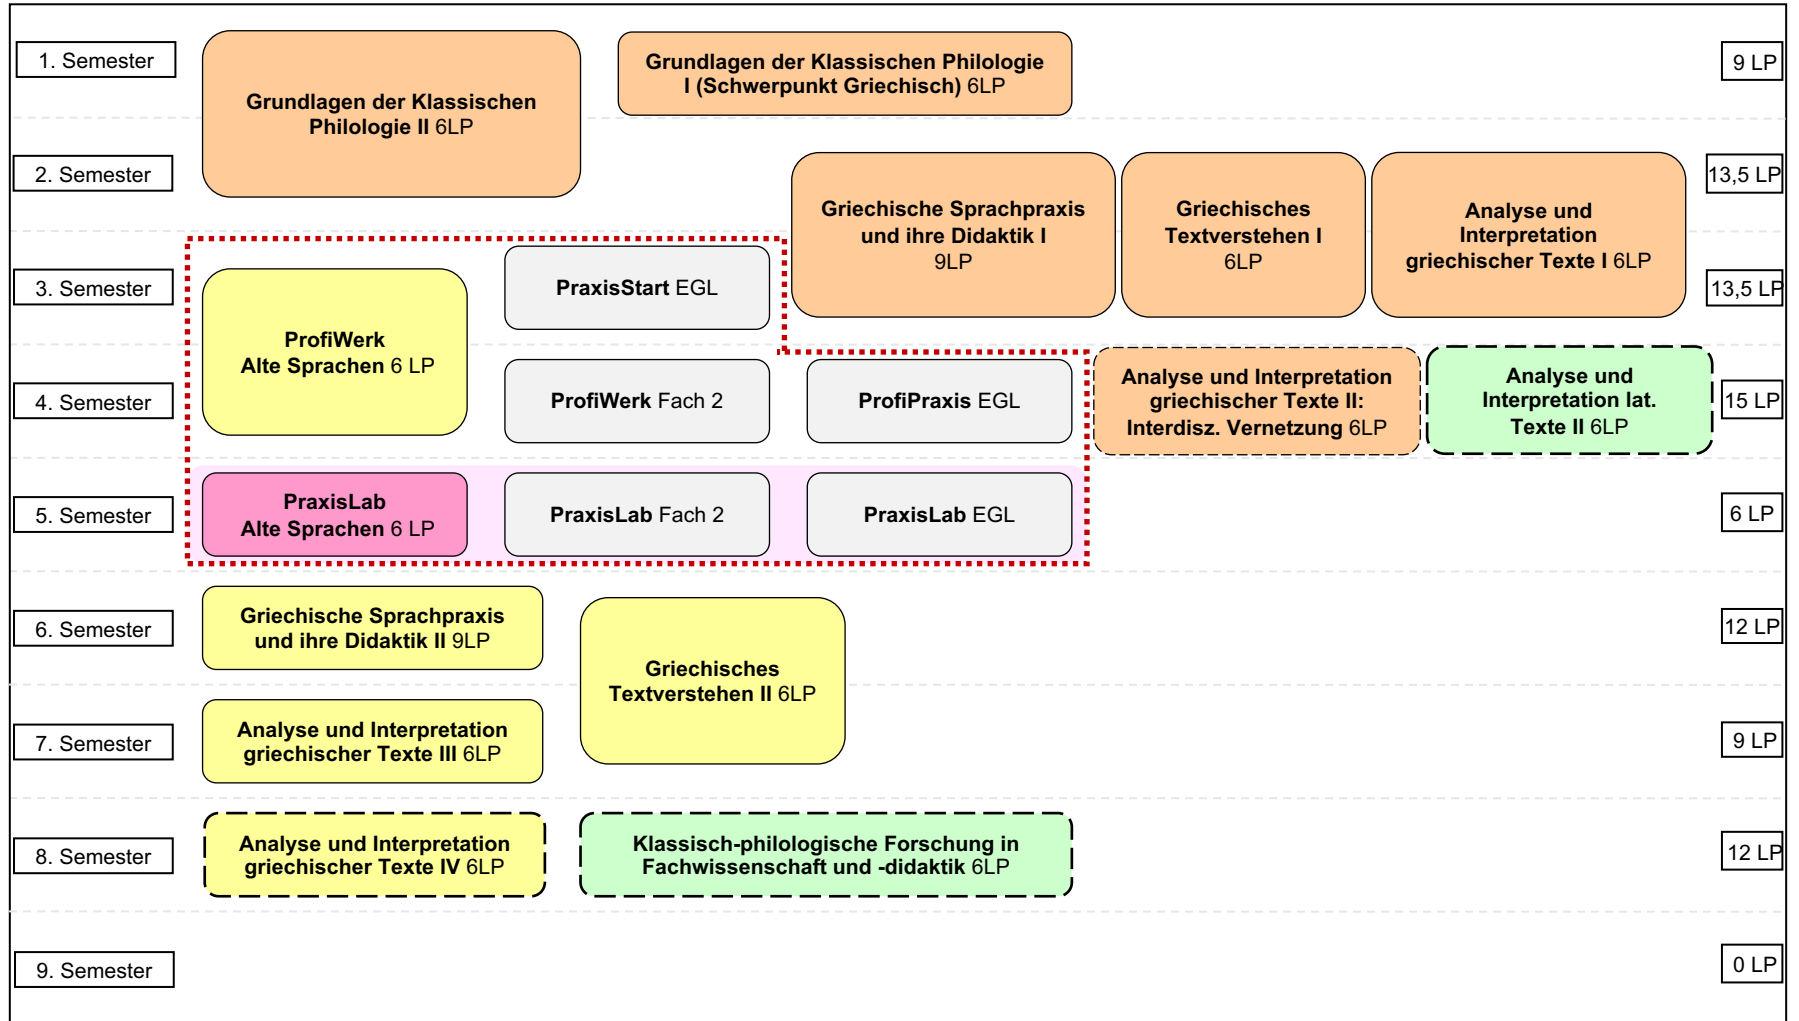 1. Semester
Grundlagen der Klassischen
Philologie II 6LP
Grundlagen der Klassischen Philologie
I (Schwerpunkt Griechisch) 6LP
9 LP
2. Semester
Griechische Sprachpraxis
und ihre Didaktik I
9LP
Griechisches
Textverstehen I
6LP
Analyse und
Interpretation
griechischer Texte I 6LP
13,5 LP
3. Semester
ProfiWerk
Alte Sprachen 6 LP
PraxisStart EGL
13,5 LP
4. Semester
ProfiWerk Fach 2
ProfiPraxis EGL
Analyse und Interpretation
griechischer Texte II:
Interdisz. Vernetzung 6LP
Analyse und
Interpretation lat.
Texte II 6LP
15 LP
5. Semester
PraxisLab
Alte Sprachen 6 LP
PraxisLab Fach 2
PraxisLab EGL
6 LP
6. Semester
Griechische Sprachpraxis
und ihre Didaktik II 9LP
Griechisches
Textverstehen II 6LP
12 LP
7. Semester
Analyse und Interpretation
griechischer Texte III 6LP
9 LP
8. Semester
Analyse und Interpretation
griechischer Texte IV 6LP
Klassisch-philologische Forschung in
Fachwissenschaft und -didaktik 6LP
12 LP
9. Semester
0 LP